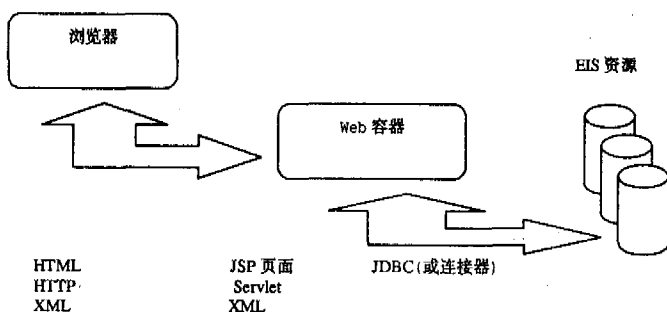 浏览器
EIS 资源
Web 容器
HTML
HTTP
XML
JSP 页面
Servlet
XML
JDBC(或连接器)